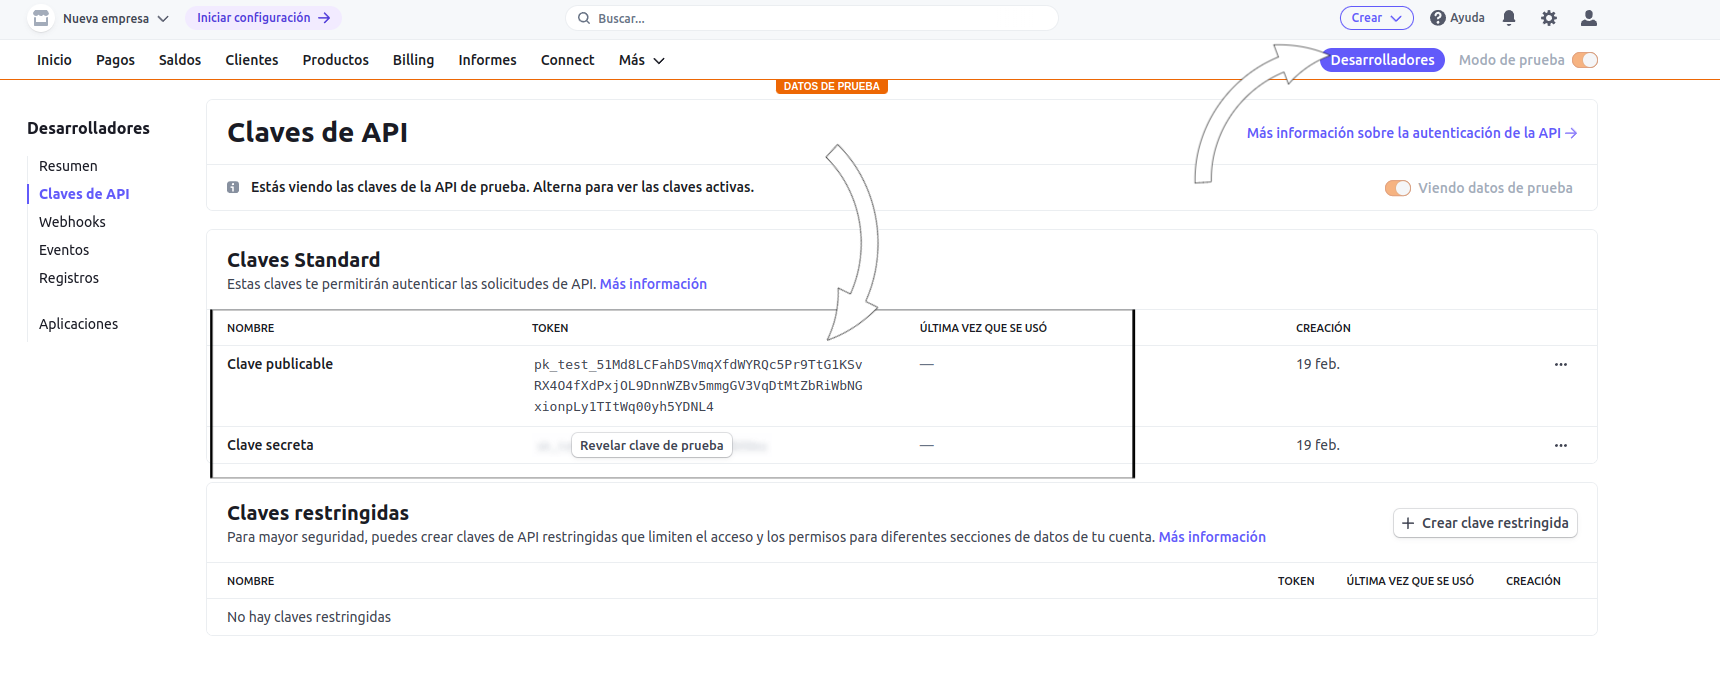 Nueva empresa
Iniciar configuración →
Buscar...
Crear
Ayuda
Inicio Pagos Saldos Clientes Productos Billing Informes Connect Más
Desarrolladores
Modo de prueba
DATOS DE PRUEBA
Desarrolladores
Resumen
Claves de API
Webhooks
Eventos
Registros
Aplicaciones
Claves de API
Más información sobre la autenticación de la API →
Estás viendo las claves de la API de prueba. Alterna para ver las claves activas.
Viendo datos de prueba
Claves Standard
Estas claves te permitirán autenticar las solicitudes de API. Más información
NOMBRE TOKEN ÚLTIMA VEZ QUE SE USÓ CREACIÓN
Clave publicable
pk_test_51Md8LCFahDSVmqXfdWYRQc5Pr9TtG1KSv
RX4O4fXdPxjOL9DnnWZBv5mmgGV3VqDtMtZbRiWbNG
xionpLy1TItWq00yh5YDNL4
— 19 feb. •••
Clave secreta Revelar clave de prueba — 19 feb. •••
Claves restringidas
Para mayor seguridad, puedes crear claves de API restringidas que limiten el acceso y los permisos para diferentes secciones de datos de tu cuenta. Más información
+ Crear clave restringida
NOMBRE TOKEN ÚLTIMA VEZ QUE SE USÓ CREACIÓN
No hay claves restringidas